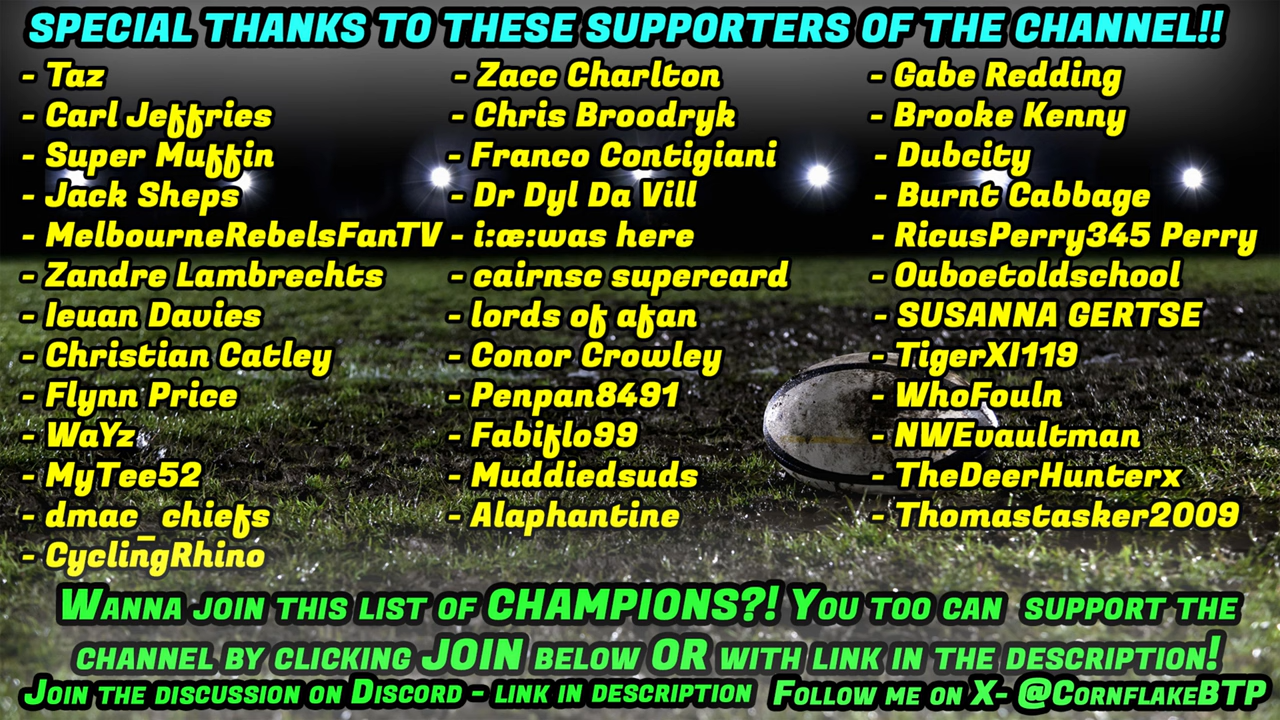 SPECIAL THANKS TO THESE SUPPORTERS OF THE CHANNEL!!
- Taz
- Carl Jeffries
- Super Muffin
- Jack Sheps
- MelbourneRebelsFanTV
- Zandre Lambrechts
- Ieuan Davies
- Christian Catley
- Flynn Price
- WaYz
- MyTee52
- dmac_chiefs
- CyclingRhino
- Zacc Charlton
- Chris Broodryk
- Franco Contigiani
- Dr Dyl Da Vill
- i:æ:was here
- cairnsc supercard
- lords of afan
- Conor Crowley
- Penpan8491
- Fabiflo99
- Muddiedsuds
- Alaphantine
- Gabe Redding
- Brooke Kenny
- Dubcity
- Burnt Cabbage
- RicusPerry345 Perry
- Ouboetoldschool
- SUSANNA GERTSE
- TigerXI119
- WhoFouln
- NWEvaultman
- TheDeerHunterx
- Thomastasker2009
WANNA JOIN THIS LIST OF CHAMPIONS?! YOU TOO CAN SUPPORT THE
CHANNEL BY CLICKING JOIN BELOW OR WITH LINK IN THE DESCRIPTION!
JOIN THE DISCUSSION ON DISCORD - LINK IN DESCRIPTION
FOLLOW ME ON X- @CORNFLAKEBTP